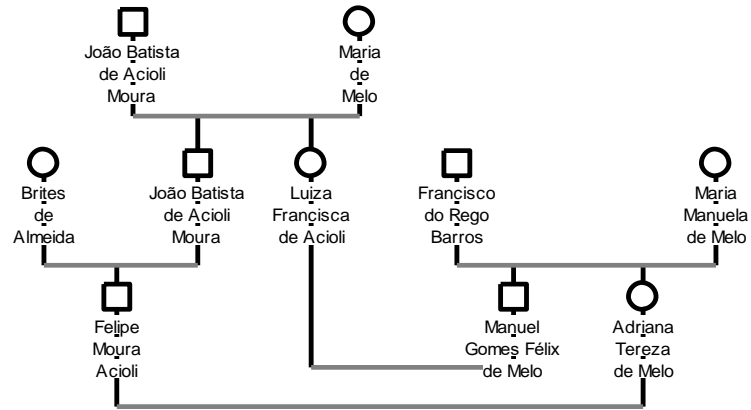 João Batista
de Acioli
Moura
Maria
de
Melo
Brites
de
Almeida
João Batista
de Acioli
Moura
Luiza
Francisca
de Acioli
Francisco
do Rego
Barros
Maria
Manuela
de Melo
Felipe
Moura
Acioli
Manuel
Gomes Félix
de Melo
Adriana
Tereza
de Melo